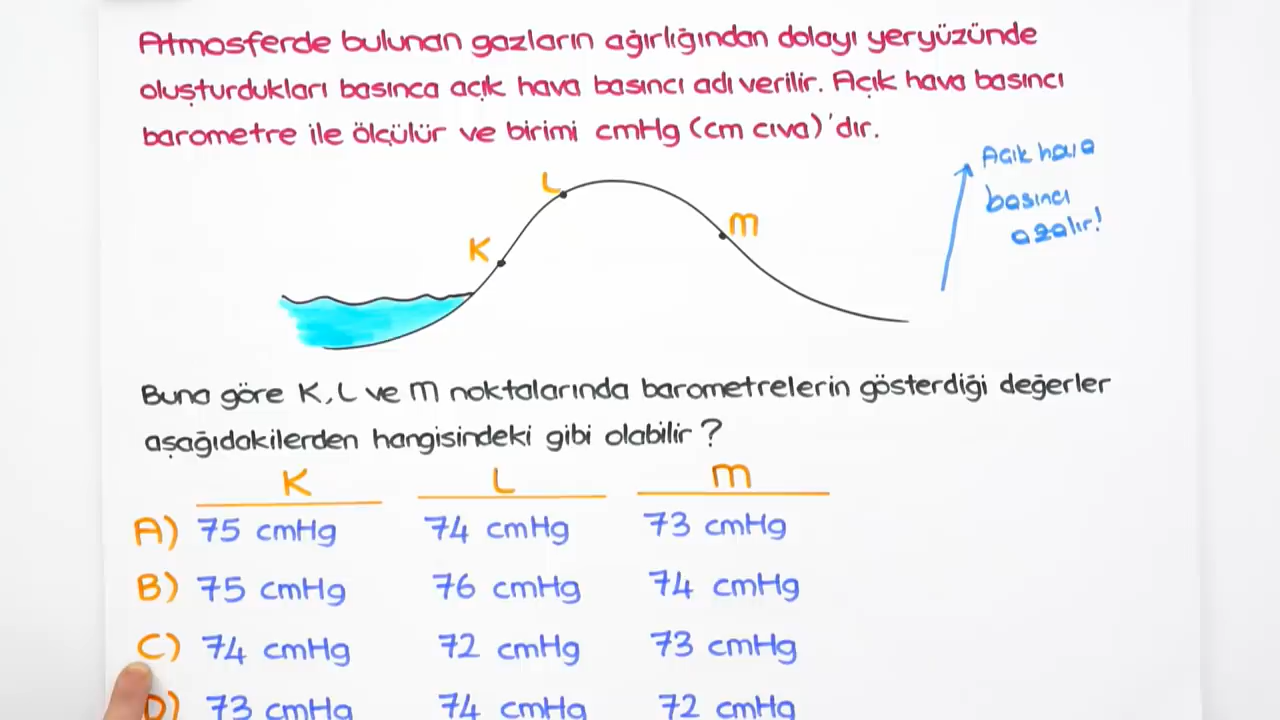 Atmosferde bulunan gazların ağırlığından dolayı yeryüzünde
oluşturdukları basınca açık hava basıncı adı verilir. Açık hava basıncı
barometre ile ölçülür ve birimi cmHg (cm cıva)'dır.
Açık hava
basıncı
azalır!
L
M
K
Buna göre K, L ve M noktalarında barometrelerin gösterdiği değerler
aşağıdakilerden hangisindeki gibi olabilir?
K L M
A) 75 cmHg 74 cmHg 73 cmHg
B) 75 cmHg 76 cmHg 74 cmHg
C) 74 cmHg 72 cmHg 73 cmHg
D) 73 cmHg 74 cmHg 72 cmHg